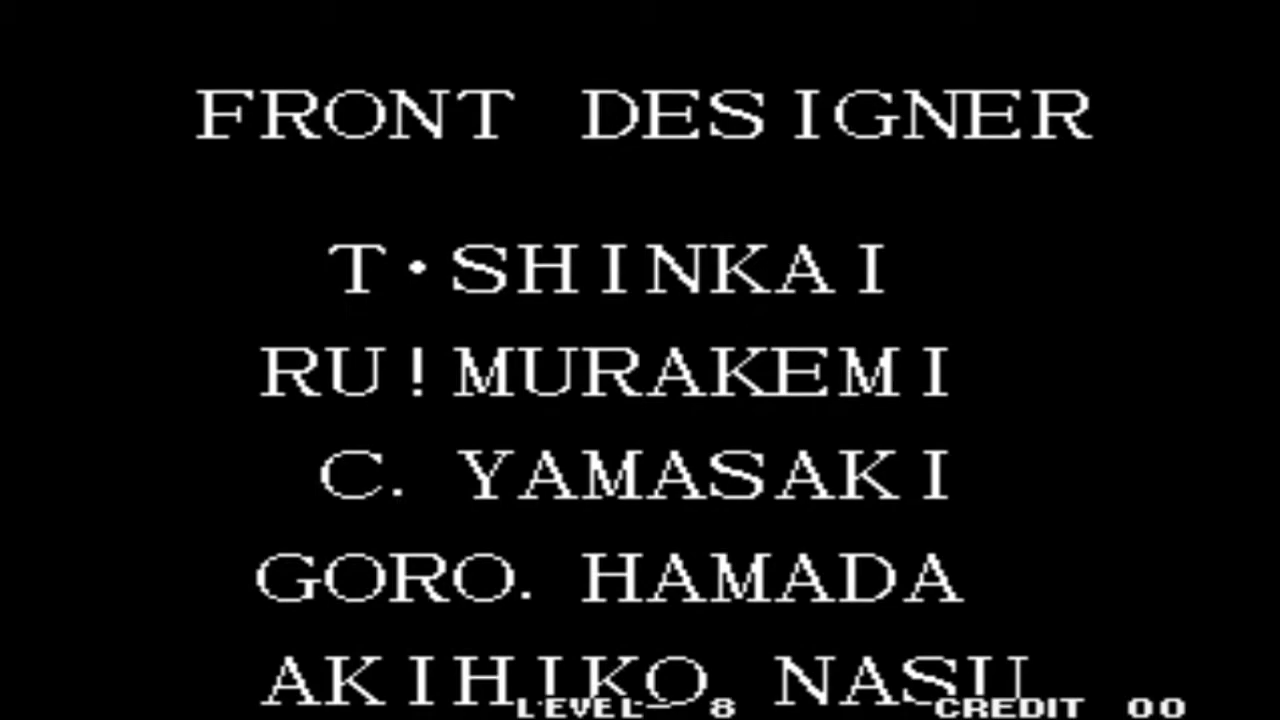 FRONT DESIGNER
T・SHINKAI
RU!MURAKEMI
C. YAMASAKI
GORO. HAMADA
AKIHIKO. NASU
LEVEL-8 CREDIT 00